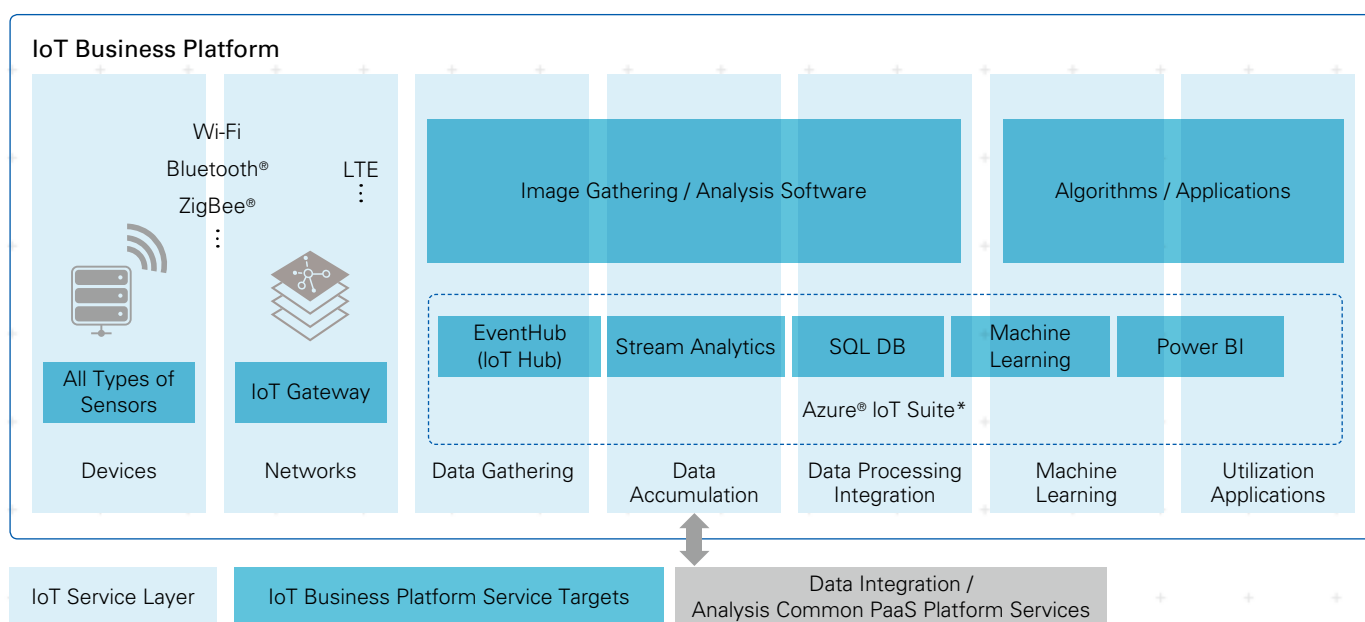 IoT Business Platform
Wi-Fi
Bluetooth®
ZigBee®
⋮
LTE
⋮
Image Gathering / Analysis Software
Algorithms / Applications
All Types of
Sensors
IoT Gateway
EventHub
(IoT Hub)
Stream Analytics
SQL DB
Machine
Learning
Power BI
Azure® IoT Suite*
Devices
Networks
Data Gathering
Data
Accumulation
Data Processing
Integration
Machine
Learning
Utilization
Applications
IoT Service Layer
IoT Business Platform Service Targets
Data Integration /
Analysis Common PaaS Platform Services